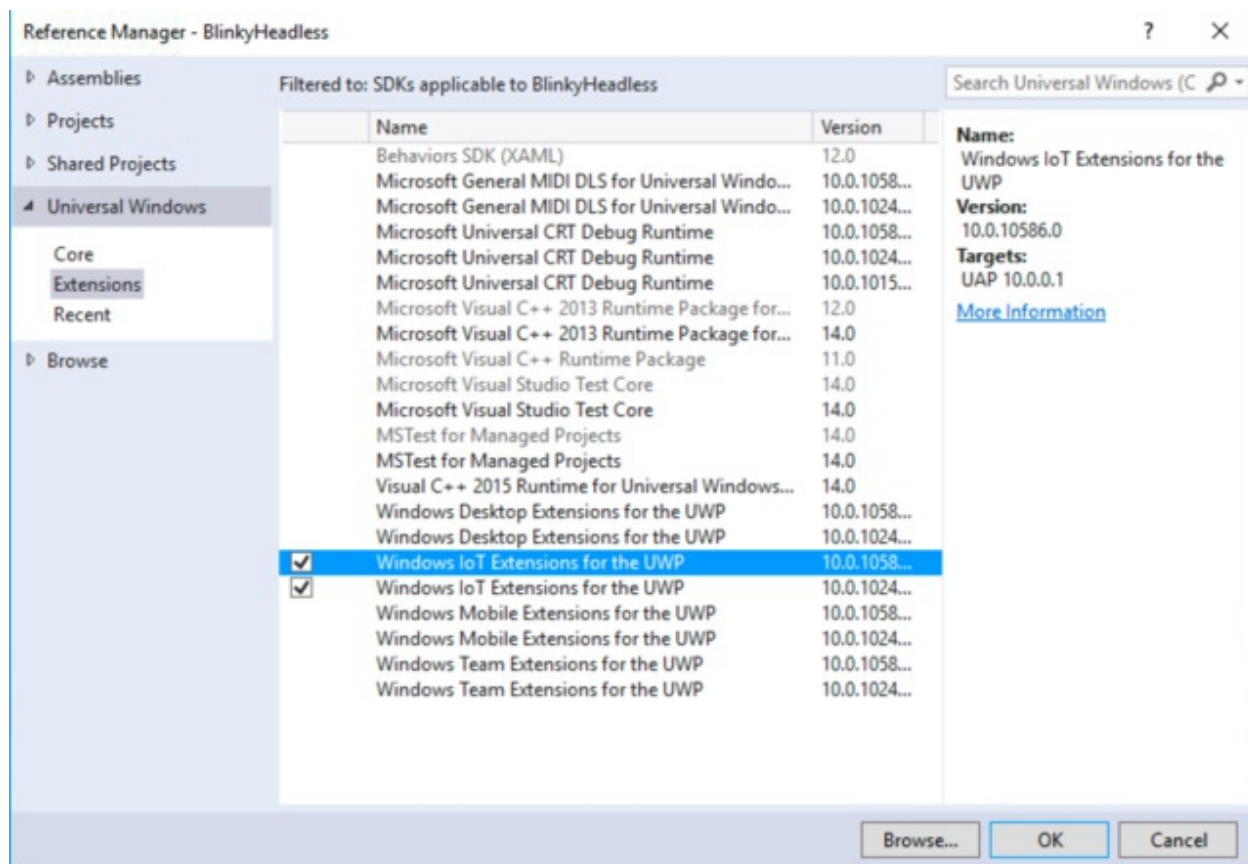 Reference Manager - BlinkyHeadless
? ×
Assemblies
Projects
Shared Projects
Universal Windows
Core
Extensions
Recent
Browse
Filtered to: SDKs applicable to BlinkyHeadless
Name Version
Behaviors SDK (XAML) 12.0
Microsoft General MIDI DLS for Universal Windo... 10.0.1058...
Microsoft General MIDI DLS for Universal Windo... 10.0.1024...
Microsoft Universal CRT Debug Runtime 10.0.1058...
Microsoft Universal CRT Debug Runtime 10.0.1024...
Microsoft Universal CRT Debug Runtime 10.0.1015...
Microsoft Visual C++ 2013 Runtime Package for... 12.0
Microsoft Visual C++ 2013 Runtime Package for... 14.0
Microsoft Visual C++ Runtime Package 11.0
Microsoft Visual Studio Test Core 14.0
Microsoft Visual Studio Test Core 14.0
MSTest for Managed Projects 14.0
MSTest for Managed Projects 14.0
Visual C++ 2015 Runtime for Universal Windows... 14.0
Windows Desktop Extensions for the UWP 10.0.1058...
Windows Desktop Extensions for the UWP 10.0.1024...
Windows IoT Extensions for the UWP 10.0.1058...
Windows IoT Extensions for the UWP 10.0.1024...
Windows Mobile Extensions for the UWP 10.0.1058...
Windows Mobile Extensions for the UWP 10.0.1024...
Windows Team Extensions for the UWP 10.0.1058...
Windows Team Extensions for the UWP 10.0.1024...
Search Universal Windows (C
Name:
Windows IoT Extensions for the
UWP
Version:
10.0.10586.0
Targets:
UAP 10.0.0.1
More Information
Browse... OK Cancel